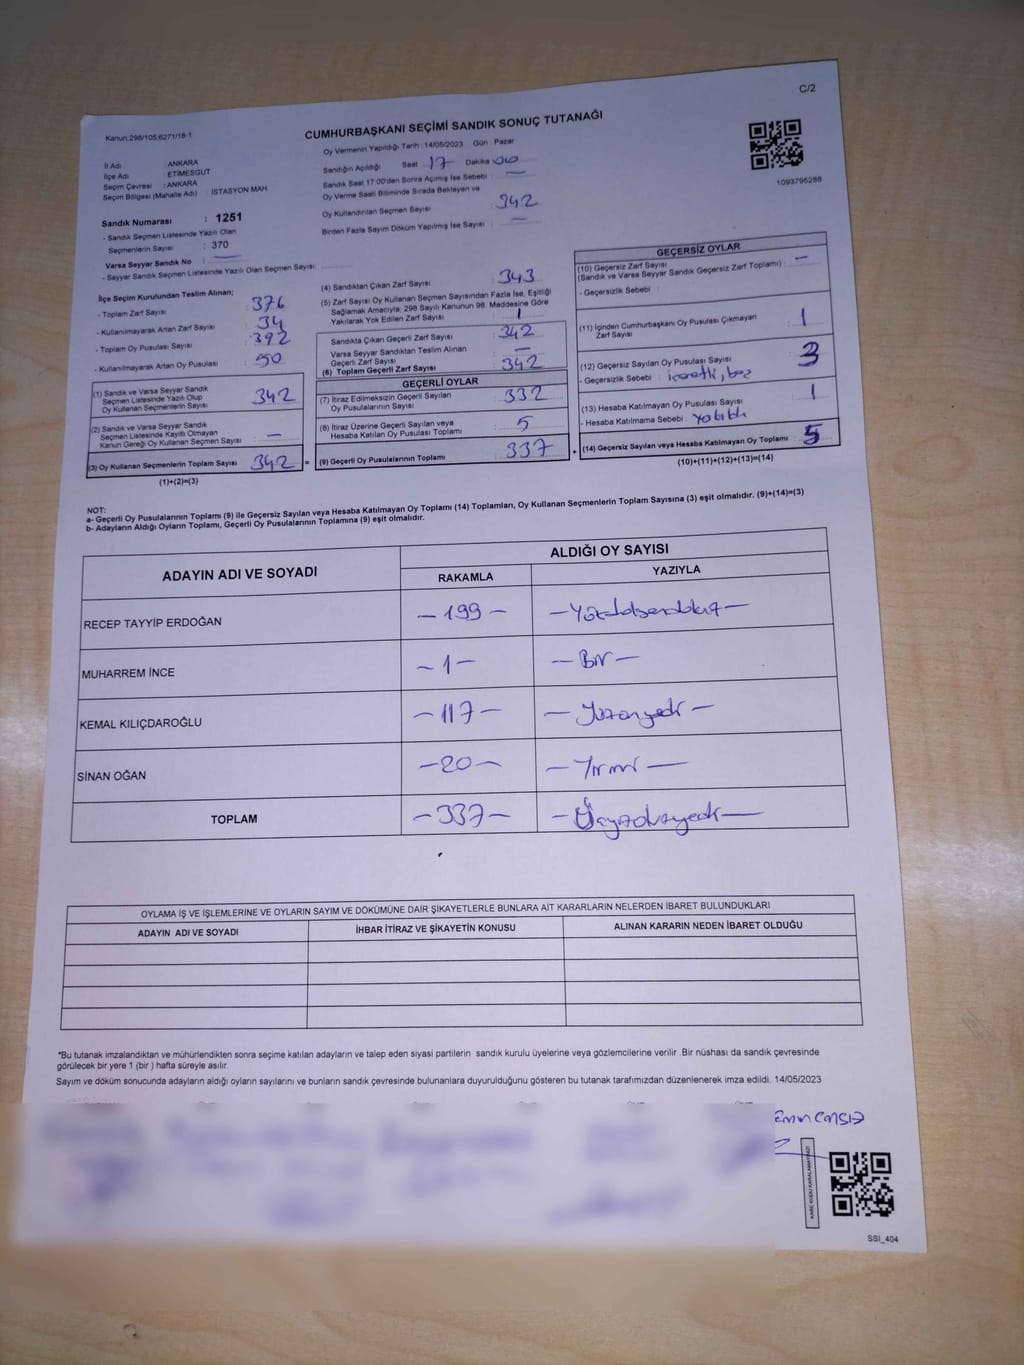 C/2
Kanun:298/105;6271/18-1
CUMHURBAŞKANI SEÇİMİ SANDIK SONUÇ TUTANAĞI
1093795288
İl Adı : ANKARA
İlçe Adı : ETİMESGUT
Seçim Çevresi : ANKARA
Seçim Bölgesi (Mahalle Adı) : İSTASYON MAH.
Sandık Numarası : 1251
- Sandık Seçmen Listesinde Yazılı Olan
Seçmenlerin Sayısı : 370
Varsa Seyyar Sandık No :
- Seyyar Sandık Seçmen Listesinde Yazılı Olan Seçmen Sayısı:
Oy Vermenin Yapıldığı Tarih :14/05/2023 Gün : Pazar
Sandığın Açıldığı Saat 17 Dakika 00
Sandık Saat 17:00'den Sonra Açılmış İse Sebebi : —
Oy Verme Saati Bitiminde Sırada Bekleyen ve
Oy Kullandırılan Seçmen Sayısı : 342
Birden Fazla Sayım Döküm Yapılmış İse Sayısı : —
İlçe Seçim Kurulundan Teslim Alınan;
- Toplam Zarf Sayısı : 376
- Kullanılmayarak Artan Zarf Sayısı : 34
- Toplam Oy Pusulası Sayısı : 392
- Kullanılmayarak Artan Oy Pusulası : 50
(1) Sandık ve Varsa Seyyar Sandık
Seçmen Listesinde Yazılı Olup
Oy Kullanan Seçmenlerin Sayısı : 342
(2) Sandık ve Varsa Seyyar Sandık
Seçmen Listesinde Kayıtlı Olmayan
Kanun Gereği Oy Kullanan Seçmen Sayısı : —
(3) Oy Kullanan Seçmenlerin Toplam Sayısı : 342 =
(1)+(2)=(3)
(4) Sandıktan Çıkan Zarf Sayısı : 343
(5) Zarf Sayısı Oy Kullanan Seçmen Sayısından Fazla İse, Eşitliği
Sağlamak Amacıyla; 298 Sayılı Kanunun 98. Maddesine Göre
Yakılarak Yok Edilen Zarf Sayısı : 1
Sandıkta Çıkan Geçerli Zarf Sayısı : 342
Varsa Seyyar Sandıktan Teslim Alınan
Geçerli Zarf Sayısı : —
(6) Toplam Geçerli Zarf Sayısı : 342
GEÇERLİ OYLAR
(7) İtiraz Edilmeksizin Geçerli Sayılan
Oy Pusulalarının Sayısı : 332
(8) İtiraz Üzerine Geçerli Sayılan veya
Hesaba Katılan Oy Pusulası Toplamı : 5
(9) Geçerli Oy Pusulalarının Toplamı : 337 +
GEÇERSİZ OYLAR
(10) Geçersiz Zarf Sayısı
(Sandık ve Varsa Seyyar Sandık Geçersiz Zarf Toplamı) : —
- Geçersizlik Sebebi :
(11) İçinden Cumhurbaşkanı Oy Pusulası Çıkmayan
Zarf Sayısı : 1
(12) Geçersiz Sayılan Oy Pusulası Sayısı : 3
- Geçersizlik Sebebi : işaretli, boş
(13) Hesaba Katılmayan Oy Pusulası Sayısı : 1
- Hesaba Katılmama Sebebi :
(14) Geçersiz Sayılan veya Hesaba Katılmayan Oy Toplamı : 5
(10)+(11)+(12)+(13)=(14)
NOT:
a- Geçerli Oy Pusulalarının Toplamı (9) ile Geçersiz Sayılan veya Hesaba Katılmayan Oy Toplamı (14) Toplamları, Oy Kullanan Seçmenlerin Toplam Sayısına (3) eşit olmalıdır. (9)+(14)=(3)
b- Adayların Aldığı Oyların Toplamı, Geçerli Oy Pusulalarının Toplamına (9) eşit olmalıdır.
ADAYIN ADI VE SOYADI
ALDIĞI OY SAYISI
RAKAMLA YAZIYLA
RECEP TAYYİP ERDOĞAN — 199 — — Yüzdoksandokuz —
MUHARREM İNCE — 1 — — Bir —
KEMAL KILIÇDAROĞLU — 117 — — Yüzonyedi —
SİNAN OĞAN — 20 — — Yirmi —
TOPLAM — 337 — — Üçyüzotuzyedi —
OYLAMA İŞ VE İŞLEMLERİNE VE OYLARIN SAYIM VE DÖKÜMÜNE DAİR ŞİKAYETLERLE BUNLARA AİT KARARLARIN NELERDEN İBARET BULUNDUKLARI
ADAYIN ADI VE SOYADI İHBAR İTİRAZ VE ŞİKAYETİN KONUSU ALINAN KARARIN NEDEN İBARET OLDUĞU
*Bu tutanak imzalandıktan ve mühürlendikten sonra seçime katılan adayların ve talep eden siyasi partilerin sandık kurulu üyelerine veya gözlemcilerine verilir .Bir nüshası da sandık çevresinde
görülecek bir yere 1 (bir ) hafta süreyle asılır.
Sayım ve döküm sonucunda adayların aldığı oyların sayılarını ve bunların sandık çevresinde bulunanlara duyurulduğunu gösteren bu tutanak tarafımızdan düzenlenerek imza edildi. 14/05/2023
KARE KODU KARALAMAYINIZ!
SSI_404